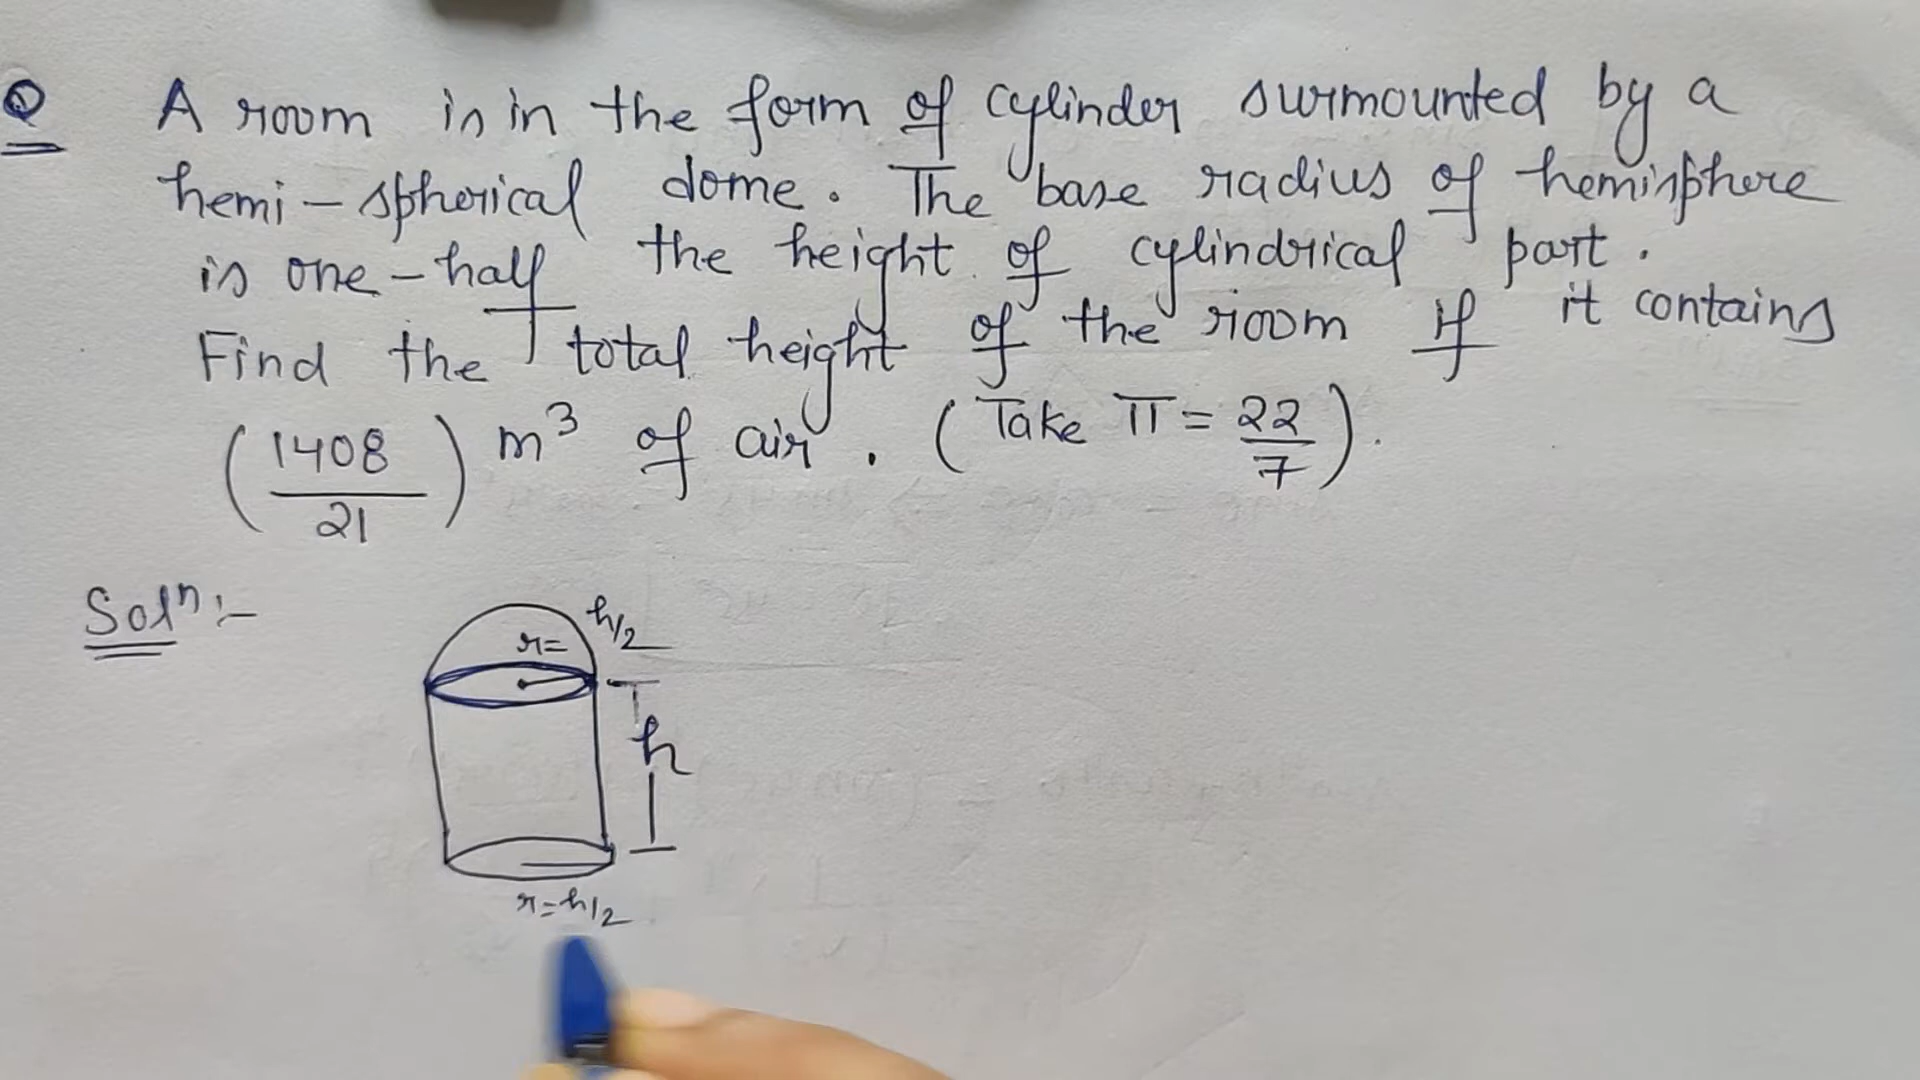 Q A room is in the form of cylinder surmounted by a
hemi-spherical dome. The base radius of hemisphere
is one-half the height of cylindrical part.
Find the total height of the room if it contains
(1408/21) m³ of air. (Take π = 22/7).
Solⁿ:-
r= h/2
h
r=h/2